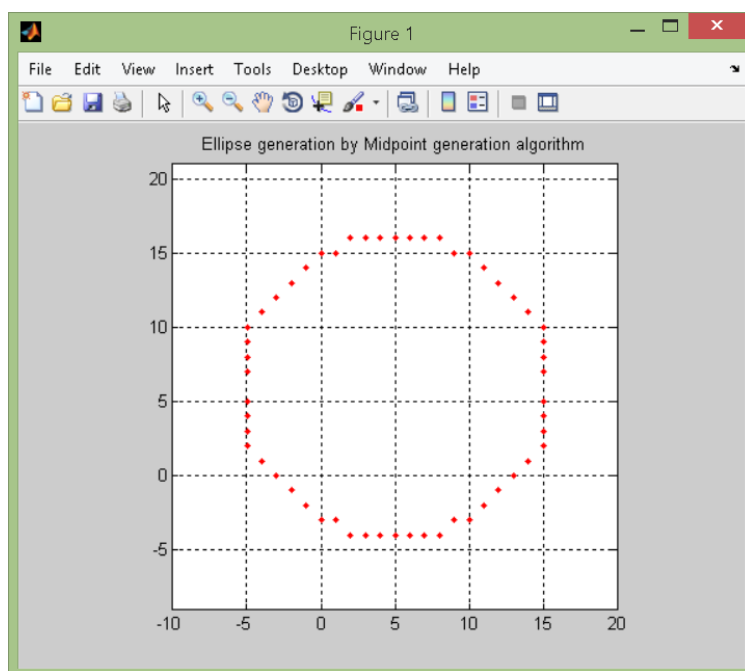 Figure 1
File Edit View Insert Tools Desktop Window Help
Ellipse generation by Midpoint generation algorithm
20
15
10
5
0
-5
-10 -5 0 5 10 15 20